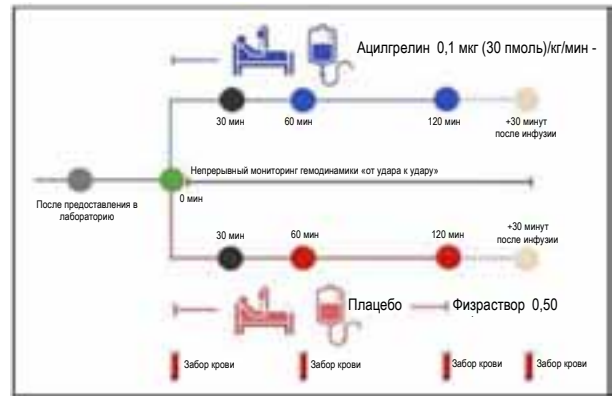 Ацилгрелин 0,1 мкг (30 пмоль)/кг/мин -
30 мин
60 мин
120 мин
+30 минут
после инфузии
Непрерывный мониторинг гемодинамики «от удара к удару»
После предоставления в
лабораторию
0 мин
30 мин
60 мин
120 мин
+30 минут
после инфузии
Плацебо
Физраствор 0,50
Забор крови
Забор крови
Забор крови
Забор крови